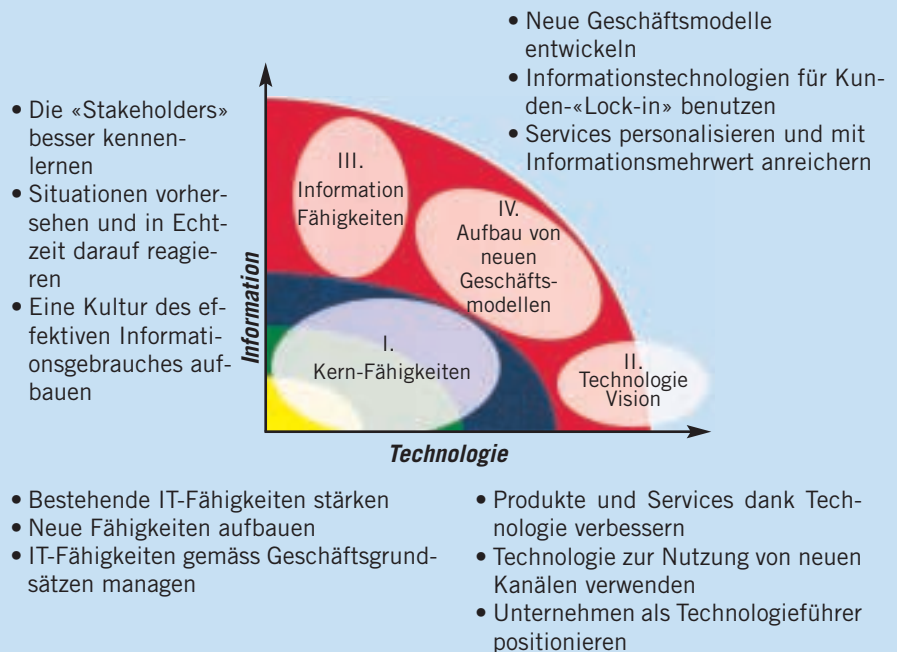 • Neue Geschäftsmodelle
entwickeln
• Informationstechnologien für Kun-
den-«Lock-in» benutzen
• Services personalisieren und mit
Informationsmehrwert anreichern
• Die «Stakeholders»
besser kennen-
lernen
• Situationen vorher-
sehen und in Echt-
zeit darauf reagie-
ren
• Eine Kultur des ef-
fektiven Informati-
onsgebrauches auf-
bauen
Information
III.
Information
Fähigkeiten
IV.
Aufbau von
neuen
Geschäfts-
modellen
I.
Kern-Fähigkeiten
II.
Technologie
Vision
Technologie
• Bestehende IT-Fähigkeiten stärken
• Neue Fähigkeiten aufbauen
• IT-Fähigkeiten gemäss Geschäftsgrund-
sätzen managen
• Produkte und Services dank Tech-
nologie verbessern
• Technologie zur Nutzung von neuen
Kanälen verwenden
• Unternehmen als Technologieführer
positionieren